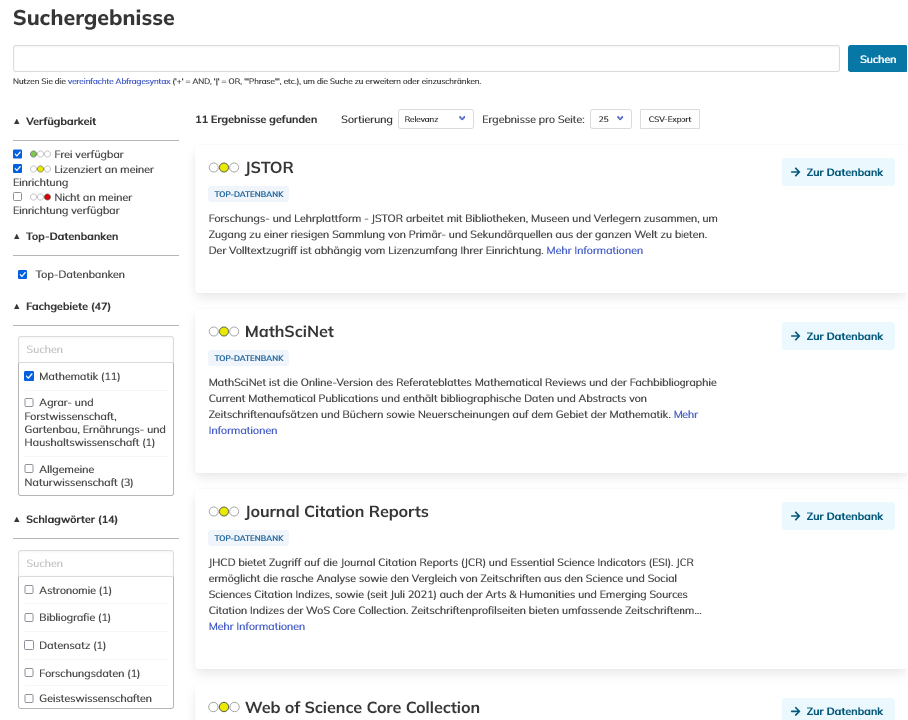 Suchergebnisse
Suchen
Nutzen Sie die vereinfachte Abfragesyntax ('+' = AND, '|' = OR, '"Phrase"', etc.), um die Suche zu erweitern oder einzuschränken.
▲ Verfügbarkeit
Frei verfügbar
Lizenziert an meiner
Einrichtung
Nicht an meiner
Einrichtung verfügbar
▲ Top-Datenbanken
Top-Datenbanken
▲ Fachgebiete (47)
Suchen
Mathematik (11)
Agrar- und
Forstwissenschaft,
Gartenbau, Ernährungs- und
Haushaltswissenschaft (1)
Allgemeine
Naturwissenschaft (3)
▲ Schlagwörter (14)
Suchen
Astronomie (1)
Bibliografie (1)
Datensatz (1)
Forschungsdaten (1)
Geisteswissenschaften
11 Ergebnisse gefunden Sortierung Relevanz Ergebnisse pro Seite: 25 CSV-Export
JSTOR
→ Zur Datenbank
TOP-DATENBANK
Forschungs- und Lehrplattform - JSTOR arbeitet mit Bibliotheken, Museen und Verlegern zusammen, um
Zugang zu einer riesigen Sammlung von Primär- und Sekundärquellen aus der ganzen Welt zu bieten.
Der Volltextzugriff ist abhängig vom Lizenzumfang Ihrer Einrichtung. Mehr Informationen
MathSciNet
→ Zur Datenbank
TOP-DATENBANK
MathSciNet ist die Online-Version des Referateblattes Mathematical Reviews und der Fachbibliographie
Current Mathematical Publications und enthält bibliographische Daten und Abstracts von
Zeitschriftenaufsätzen und Büchern sowie Neuerscheinungen auf dem Gebiet der Mathematik. Mehr
Informationen
Journal Citation Reports
→ Zur Datenbank
TOP-DATENBANK
JHCD bietet Zugriff auf die Journal Citation Reports (JCR) und Essential Science Indicators (ESI). JCR
ermöglicht die rasche Analyse sowie den Vergleich von Zeitschriften aus den Science und Social
Sciences Citation Indizes, sowie (seit Juli 2021) auch der Arts & Humanities und Emerging Sources
Citation Indizes der WoS Core Collection. Zeitschriftenprofilseiten bieten umfassende Zeitschriftenm...
Mehr Informationen
Web of Science Core Collection
→ Zur Datenbank